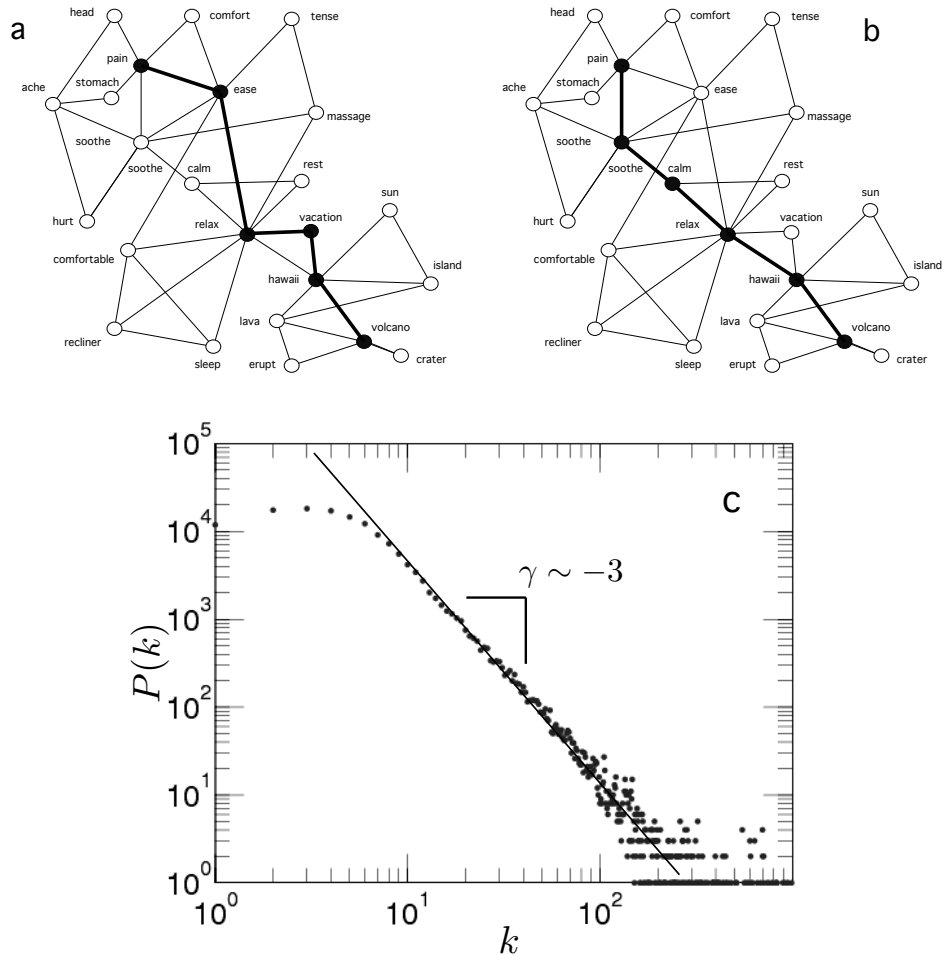 a
head
comfort
tense
pain
stomach
ease
ache
massage
soothe
soothe
calm
rest
sun
hurt
relax
vacation
comfortable
hawaii
island
lava
volcano
recliner
sleep
erupt
crater
b
head
comfort
tense
pain
stomach
ease
ache
massage
soothe
soothe
calm
rest
sun
hurt
relax
vacation
comfortable
hawaii
island
lava
volcano
recliner
sleep
erupt
crater
c
γ ∼ −3
P(k)
10^5
10^4
10^3
10^2
10^1
10^0
10^0 10^1 10^2
k